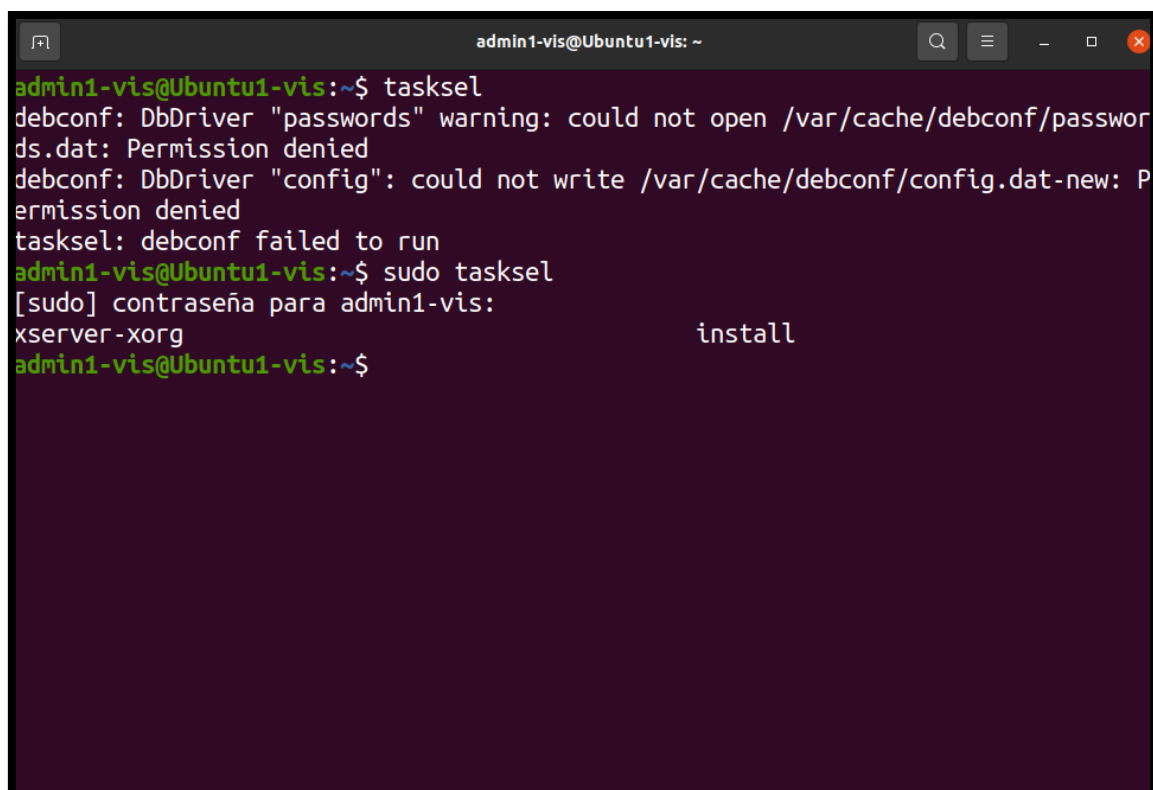 admin1-vis@Ubuntu1-vis: ~
admin1-vis@Ubuntu1-vis:~$ tasksel
debconf: DbDriver "passwords" warning: could not open /var/cache/debconf/passwor
ds.dat: Permission denied
debconf: DbDriver "config": could not write /var/cache/debconf/config.dat-new: P
ermission denied
tasksel: debconf failed to run
admin1-vis@Ubuntu1-vis:~$ sudo tasksel
[sudo] contraseña para admin1-vis:
xserver-xorg install
admin1-vis@Ubuntu1-vis:~$